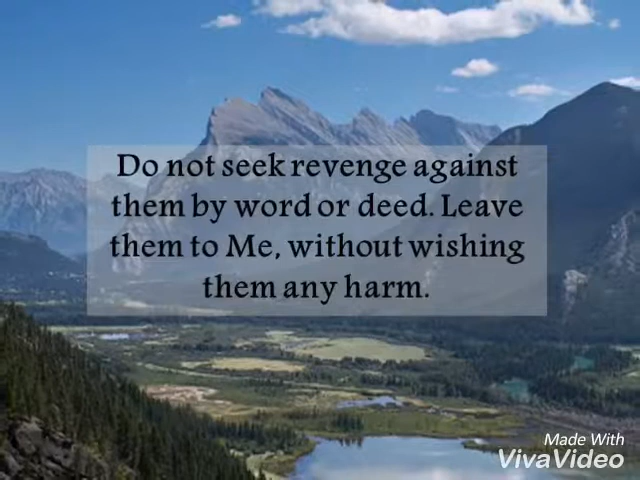 Do not seek revenge against
them by word or deed. Leave
them to Me, without wishing
them any harm.
Made With
VivaVideo